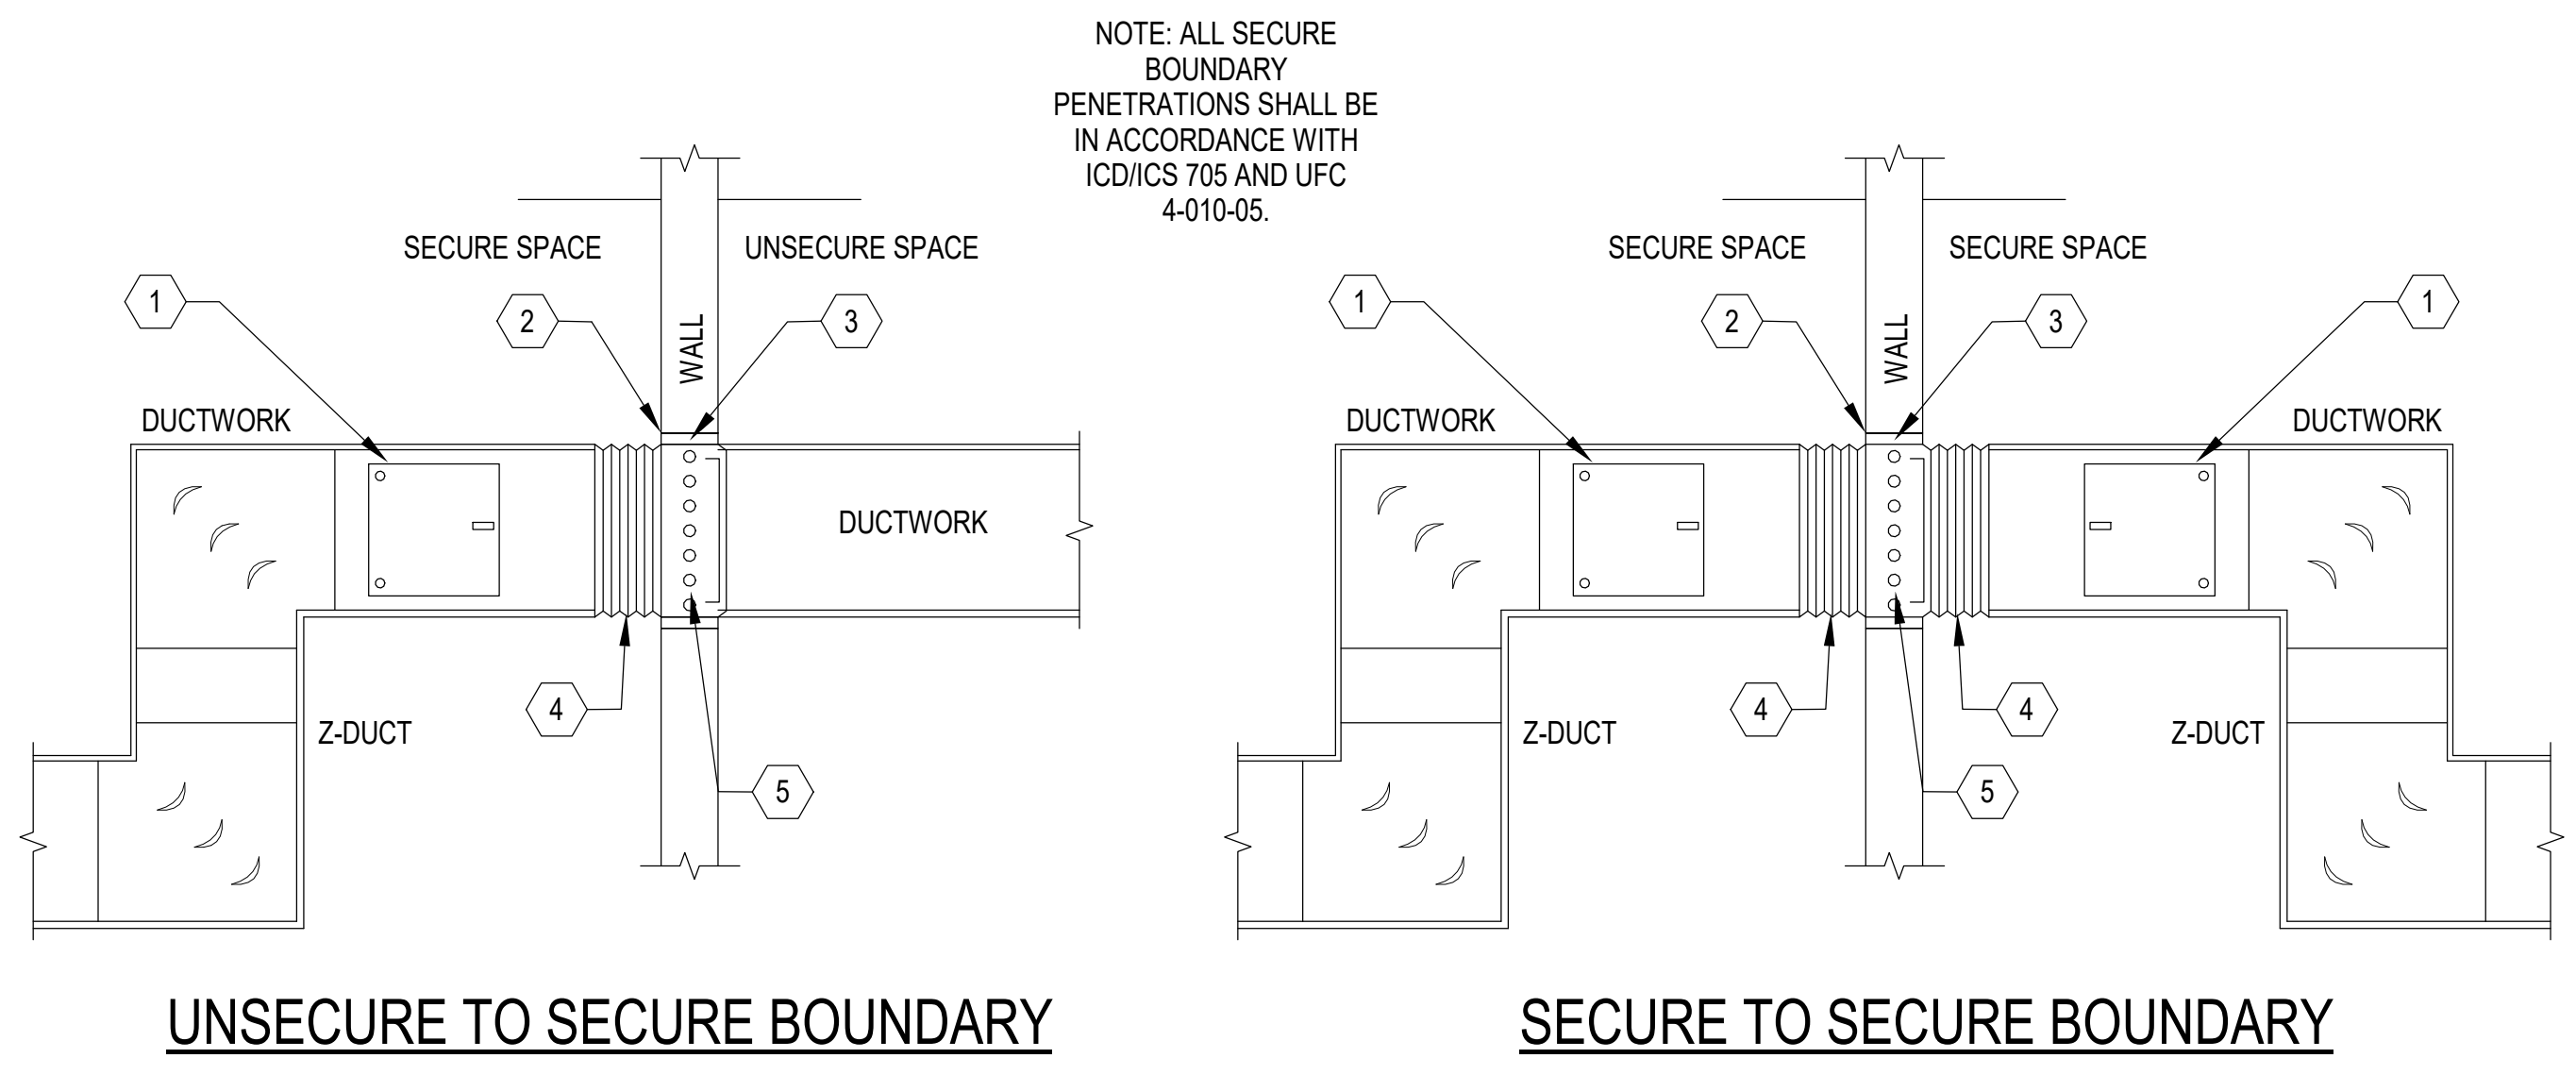 NOTE: ALL SECURE
BOUNDARY
PENETRATIONS SHALL BE
IN ACCORDANCE WITH
ICD/ICS 705 AND UFC
4-010-05.
SECURE SPACE
UNSECURE SPACE
1
2
3
WALL
DUCTWORK
DUCTWORK
4
Z-DUCT
5
UNSECURE TO SECURE BOUNDARY
SECURE SPACE
SECURE SPACE
1
2
3
1
WALL
DUCTWORK
DUCTWORK
4
4
Z-DUCT
Z-DUCT
5
SECURE TO SECURE BOUNDARY